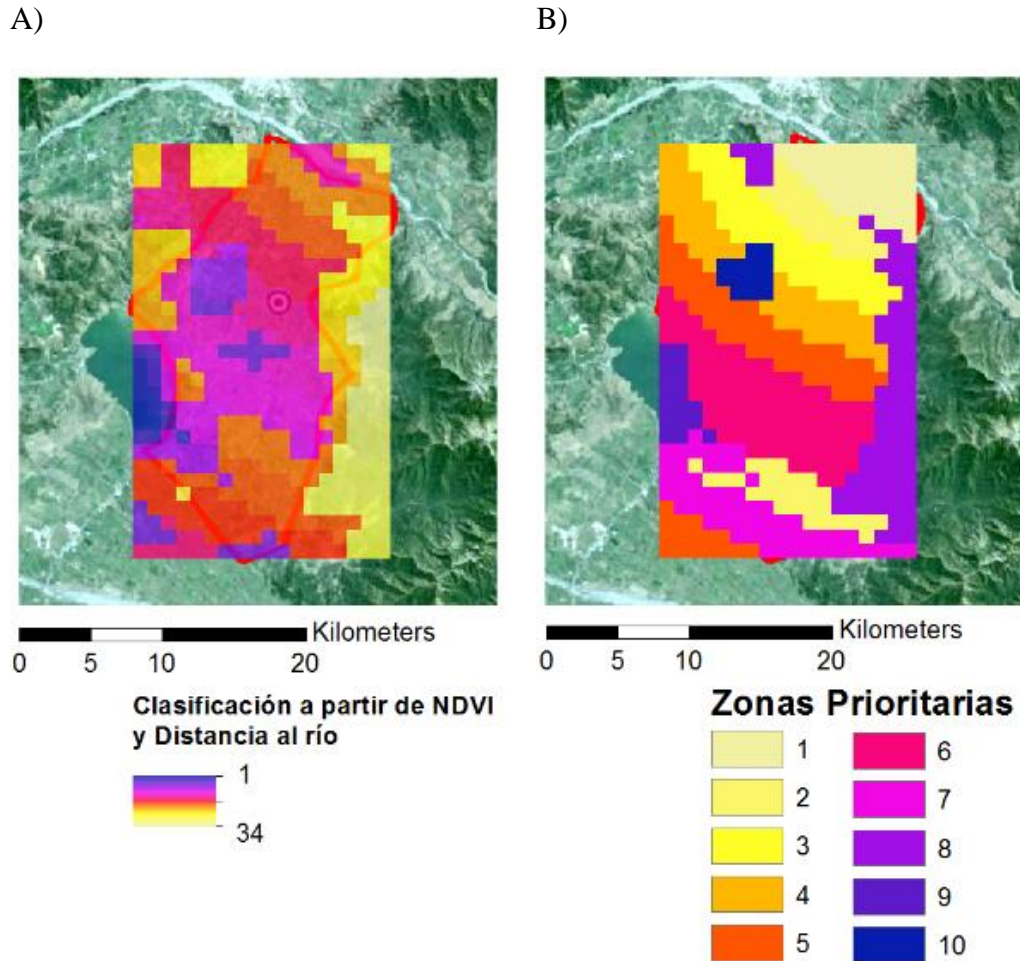 A)
B)
Kilometers
0 5 10 20
Kilometers
0 5 10 20
Clasificación a partir de NDVI
y Distancia al río
1
34
Zonas Prioritarias
1 6
2 7
3 8
4 9
5 10